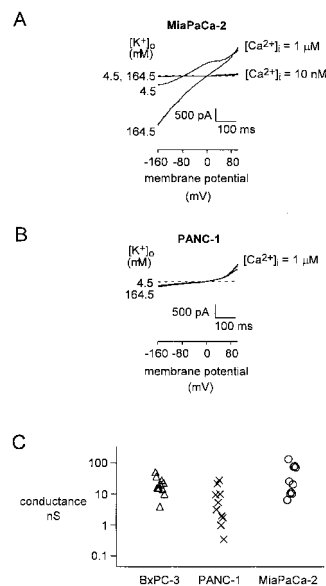 A
MiaPaCa-2
[K+]o
(mM)
[Ca2+]i = 1 μM
4.5, 164.5
[Ca2+]i = 10 nM
4.5
164.5
500 pA
100 ms
-160 -80 0 80
membrane potential
(mV)
B
PANC-1
[K+]o
(mM)
[Ca2+]i = 1 μM
4.5
164.5
500 pA
100 ms
-160 -80 0 80
membrane potential
(mV)
C
100
10
1
0.1
conductance
nS
BxPC-3 PANC-1 MiaPaCa-2